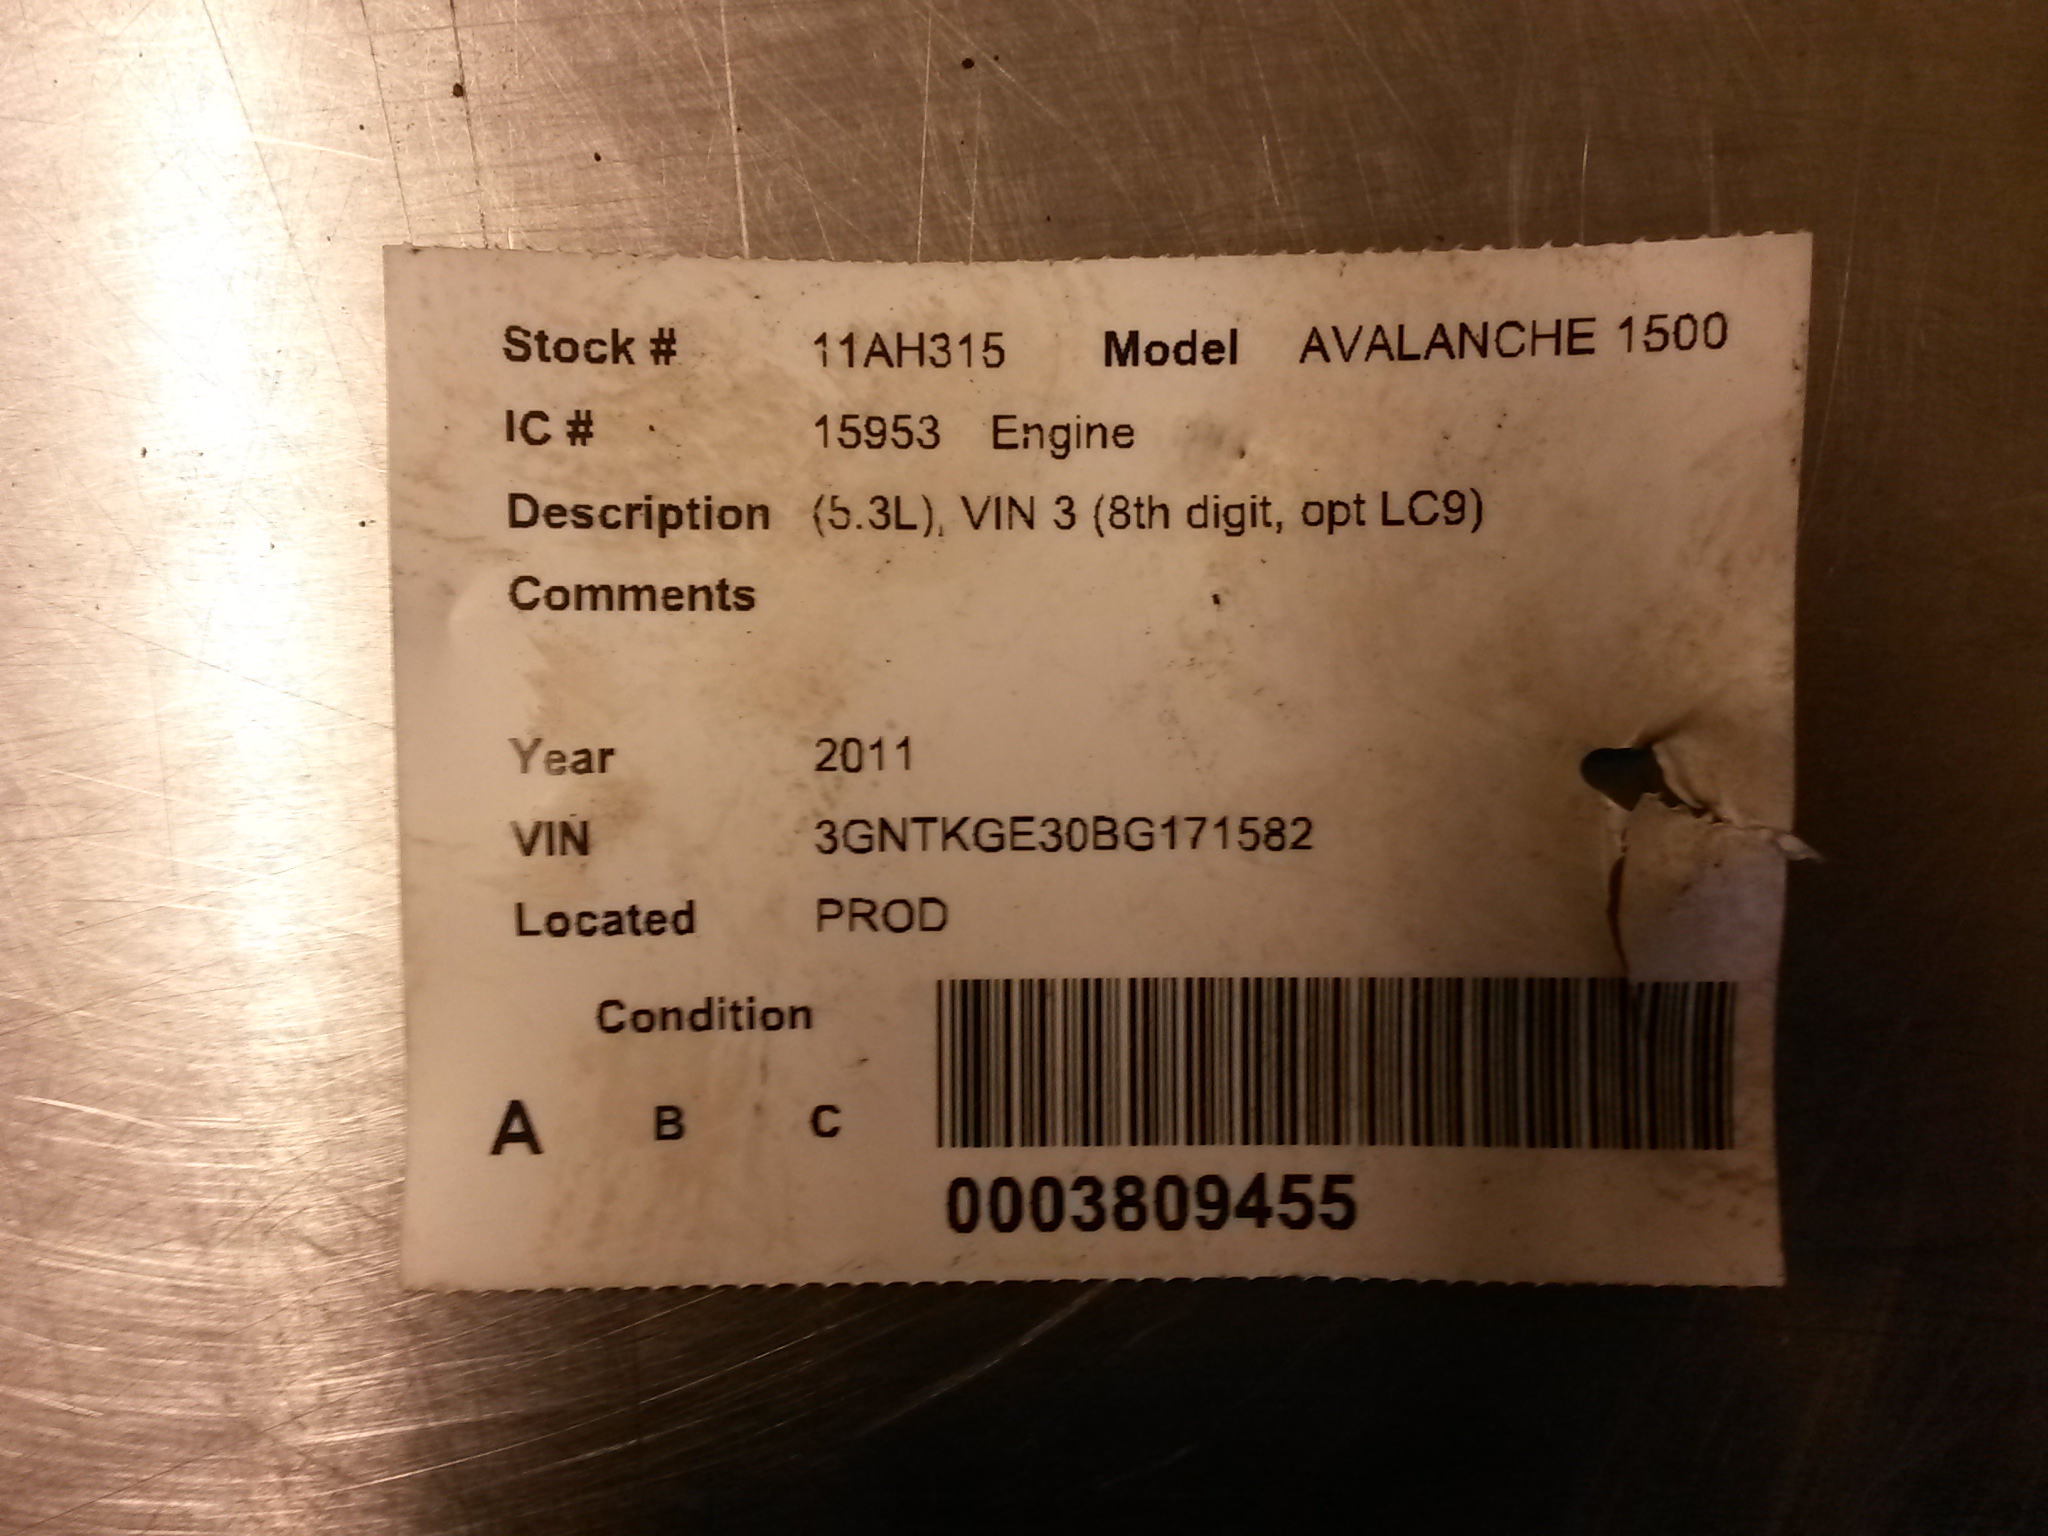 Stock # 11AH315 Model AVALANCHE 1500
IC # 15953 Engine
Description (5.3L), VIN 3 (8th digit, opt LC9)
Comments
Year 2011
VIN 3GNTKGE30BG171582
Located PROD
Condition
A B C
0003809455